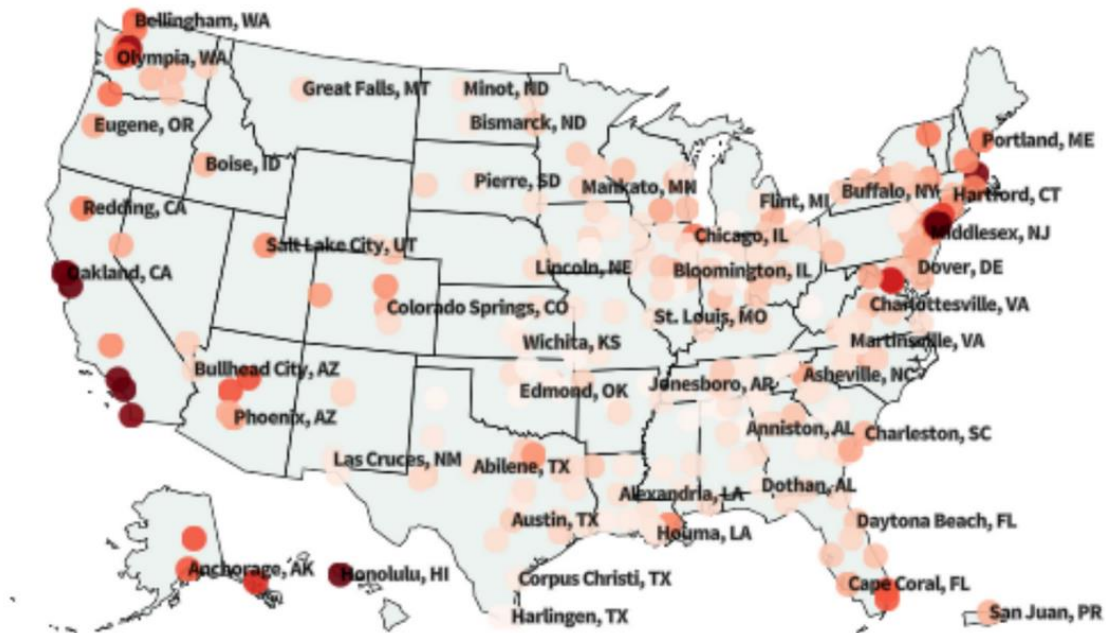 Bellingham, WA
Olympia, WA
Great Falls, MT
Minot, ND
Eugene, OR
Bismarck, ND
Portland, ME
Boise, ID
Pierre, SD
Mankato, MN
Flint, MI
Buffalo, NY
Hartford, CT
Redding, CA
Salt Lake City, UT
Chicago, IL
Middlesex, NJ
Oakland, CA
Lincoln, NE
Bloomington, IL
Dover, DE
Colorado Springs, CO
St. Louis, MO
Charlottesville, VA
Wichita, KS
Martinsville, VA
Bullhead City, AZ
Edmond, OK
Jonesboro, AR
Asheville, NC
Phoenix, AZ
Anniston, AL
Charleston, SC
Las Cruces, NM
Abilene, TX
Alexandria, LA
Dothan, AL
Austin, TX
Houma, LA
Daytona Beach, FL
Anchorage, AK
Honolulu, HI
Corpus Christi, TX
Cape Coral, FL
Harlingen, TX
San Juan, PR